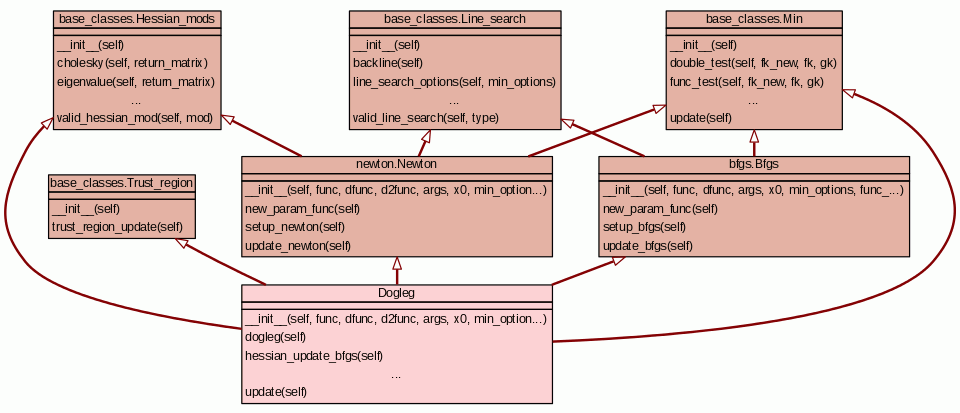 base_classes.Hessian_mods
__init__(self)
cholesky(self, return_matrix)
eigenvalue(self, return_matrix)
...
valid_hessian_mod(self, mod)
base_classes.Line_search
__init__(self)
backline(self)
line_search_options(self, min_options)
...
valid_line_search(self, type)
base_classes.Min
__init__(self)
double_test(self, fk_new, fk, gk)
func_test(self, fk_new, fk, gk)
...
update(self)
base_classes.Trust_region
__init__(self)
trust_region_update(self)
newton.Newton
__init__(self, func, dfunc, d2func, args, x0, min_option...)
new_param_func(self)
setup_newton(self)
update_newton(self)
bfgs.Bfgs
__init__(self, func, dfunc, args, x0, min_options, func_...)
new_param_func(self)
setup_bfgs(self)
update_bfgs(self)
Dogleg
__init__(self, func, dfunc, d2func, args, x0, min_option...)
dogleg(self)
hessian_update_bfgs(self)
...
update(self)